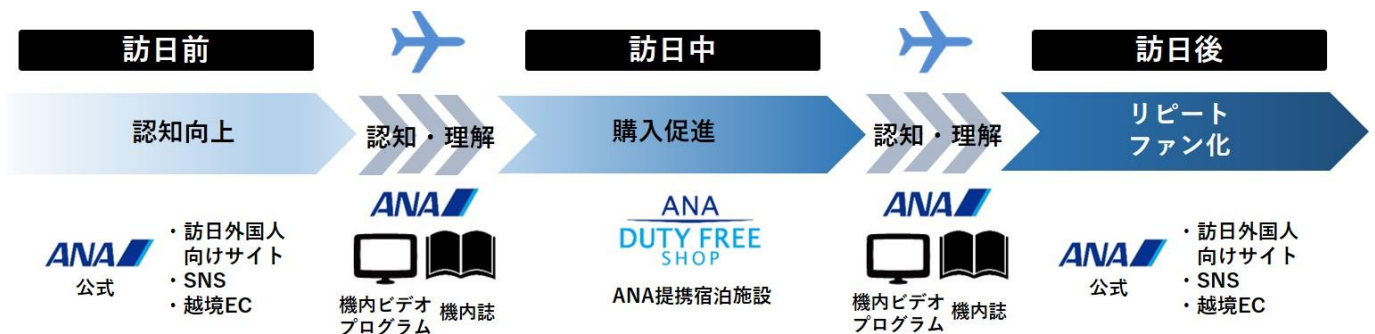 訪日前
訪日中
訪日後
認知向上
認知・理解
購入促進
認知・理解
リピート
ファン化
ANA
公式
・訪日外国人
向けサイト
・SNS
・越境EC
ANA
機内ビデオ
プログラム
機内誌
ANA
DUTY FREE
SHOP
ANA提携宿泊施設
ANA
機内ビデオ
プログラム
機内誌
ANA
公式
・訪日外国人
向けサイト
・SNS
・越境EC